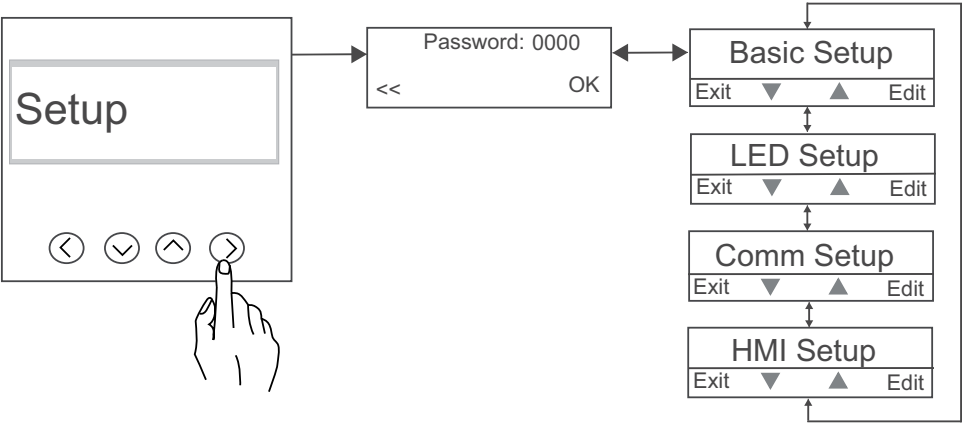 Setup
Password: 0000
<< OK
Basic Setup
Exit ▼ ▲ Edit
LED Setup
Exit ▼ ▲ Edit
Comm Setup
Exit ▼ ▲ Edit
HMI Setup
Exit ▼ ▲ Edit